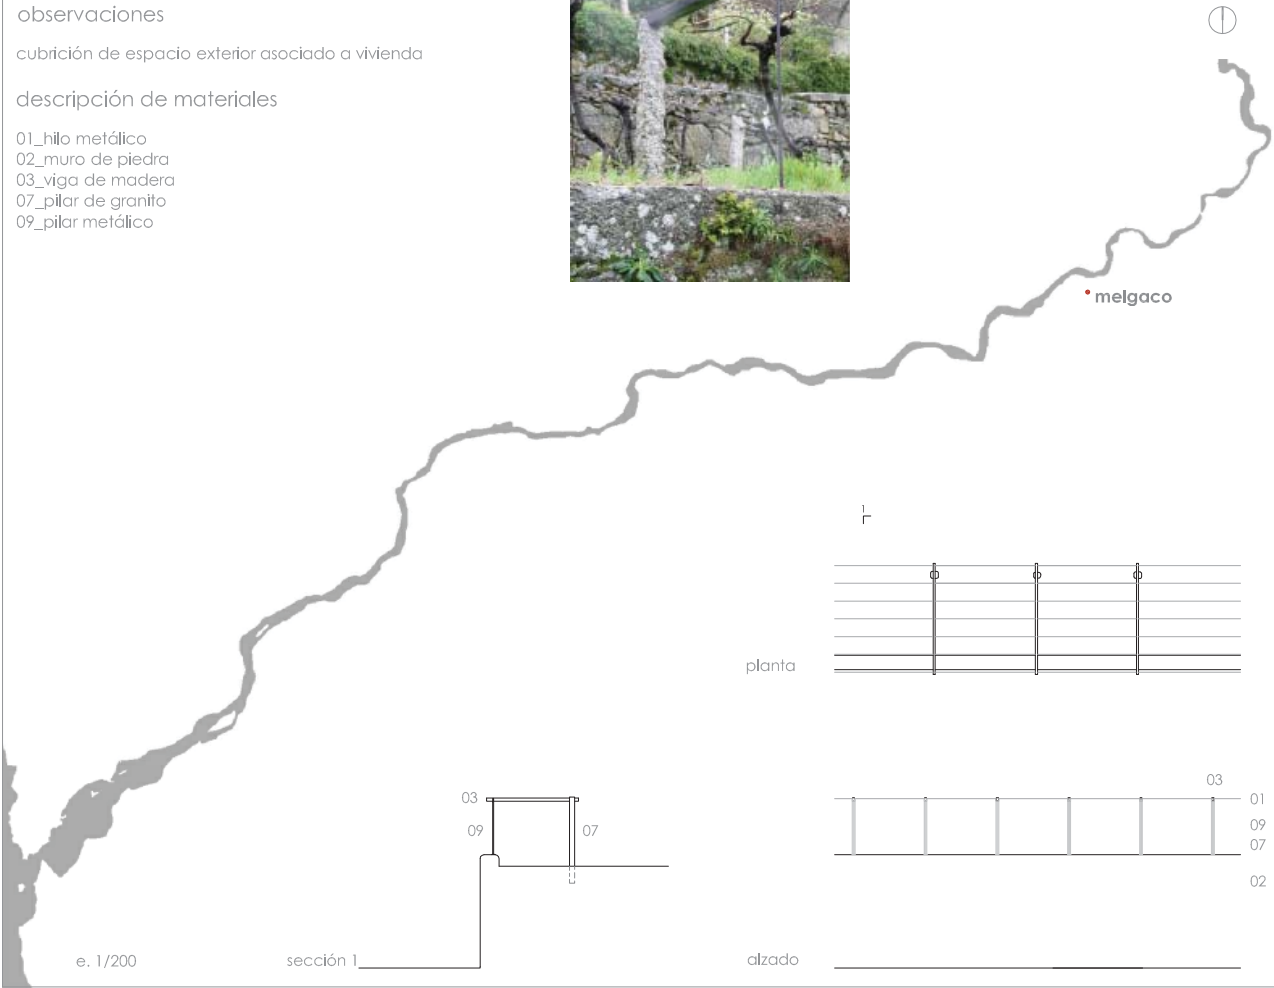 observaciones
cubrición de espacio exterior asociado a vivienda
descripción de materiales
01_hilo metálico
02_muro de piedra
03_viga de madera
07_pilar de granito
09_pilar metálico
melgaco
1
planta
03
09
07
03
01
09
07
02
e. 1/200
sección 1
alzado